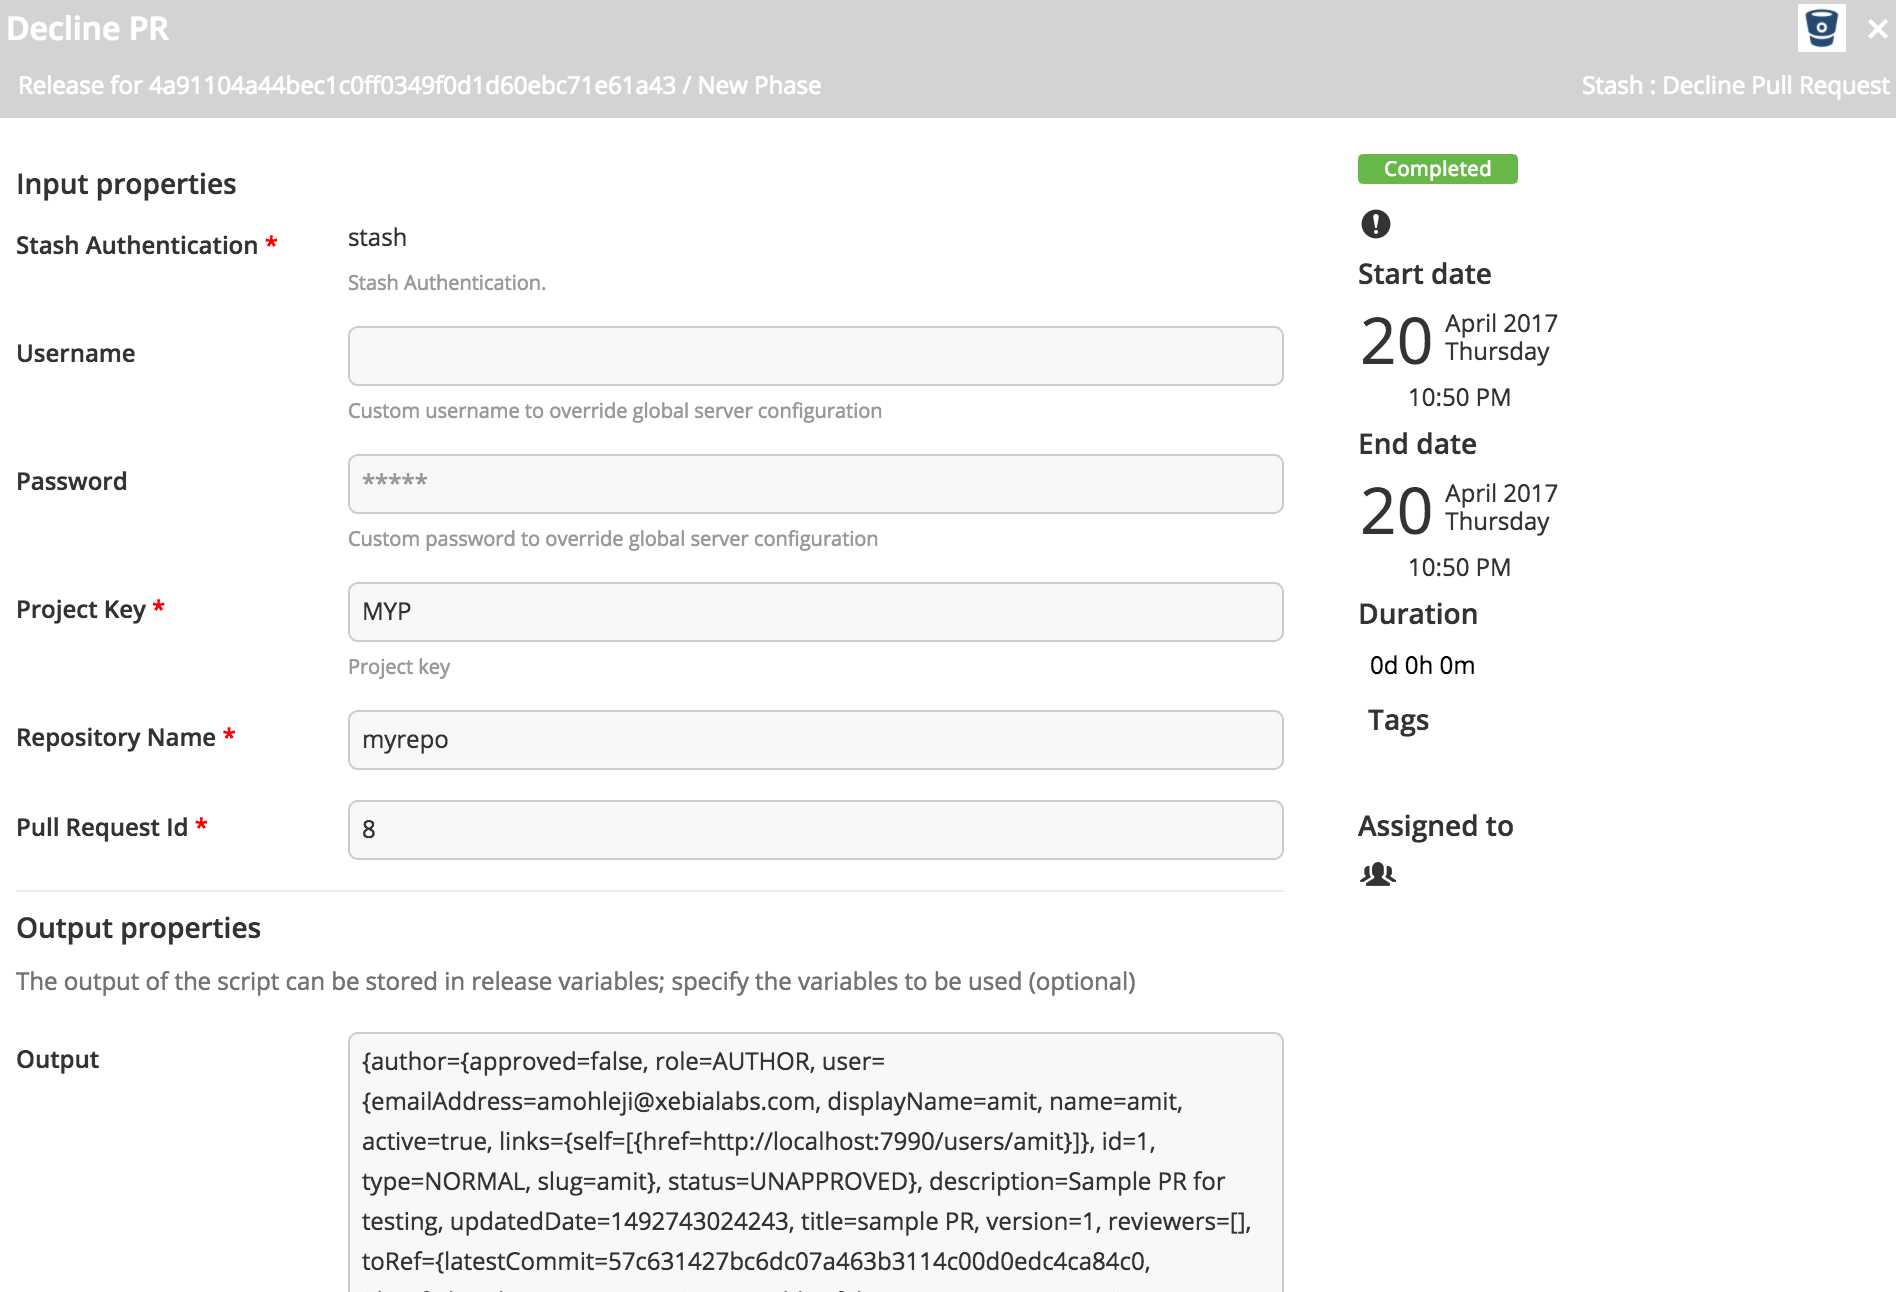 Decline PR
Release for 4a91104a44bec1c0ff0349f0d1d60ebc71e61a43 / New Phase
Stash : Decline Pull Request
Input properties
Stash Authentication *
stash
Stash Authentication.
Username
Custom username to override global server configuration
Password
*****
Custom password to override global server configuration
Project Key *
MYP
Project key
Repository Name *
myrepo
Pull Request Id *
8
Output properties
The output of the script can be stored in release variables; specify the variables to be used (optional)
Output
{author={approved=false, role=AUTHOR, user=
{emailAddress=amohleji@xebialabs.com, displayName=amit, name=amit,
active=true, links={self=[{href=http://localhost:7990/users/amit}]}, id=1,
type=NORMAL, slug=amit}, status=UNAPPROVED}, description=Sample PR for
testing, updatedDate=1492743024243, title=sample PR, version=1, reviewers=[],
toRef={latestCommit=57c631427bc6dc07a463b3114c00d0edc4ca84c0,
Completed
Start date
20
April 2017
Thursday
10:50 PM
End date
20
April 2017
Thursday
10:50 PM
Duration
0d 0h 0m
Tags
Assigned to